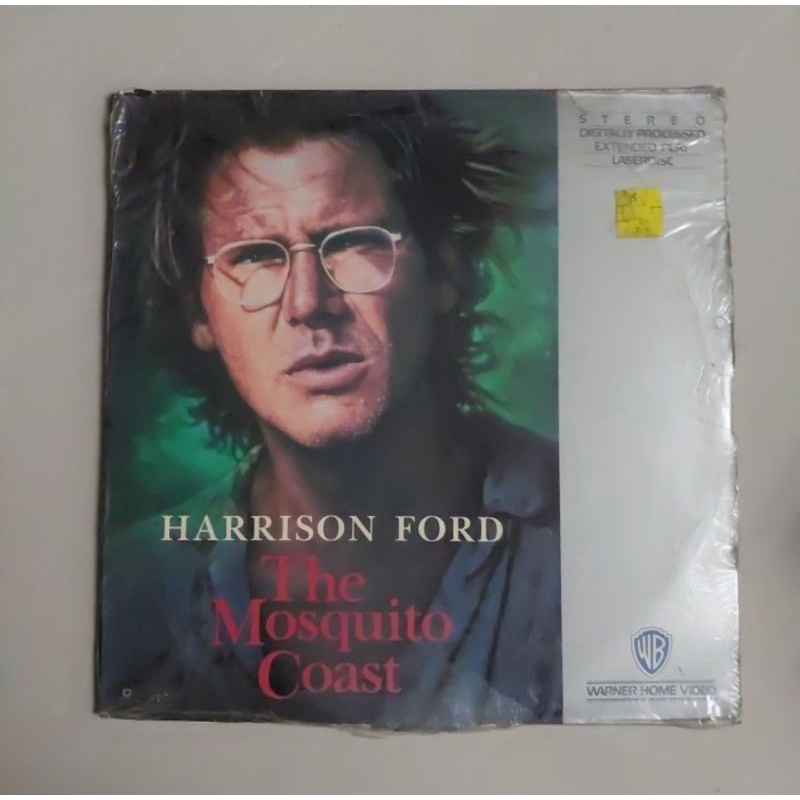 STEREO
DIGITALLY PROCESSED
EXTENDED PLAY
LASERDISC
HARRISON FORD
The
Mosquito
Coast
WB
WARNER HOME VIDEO